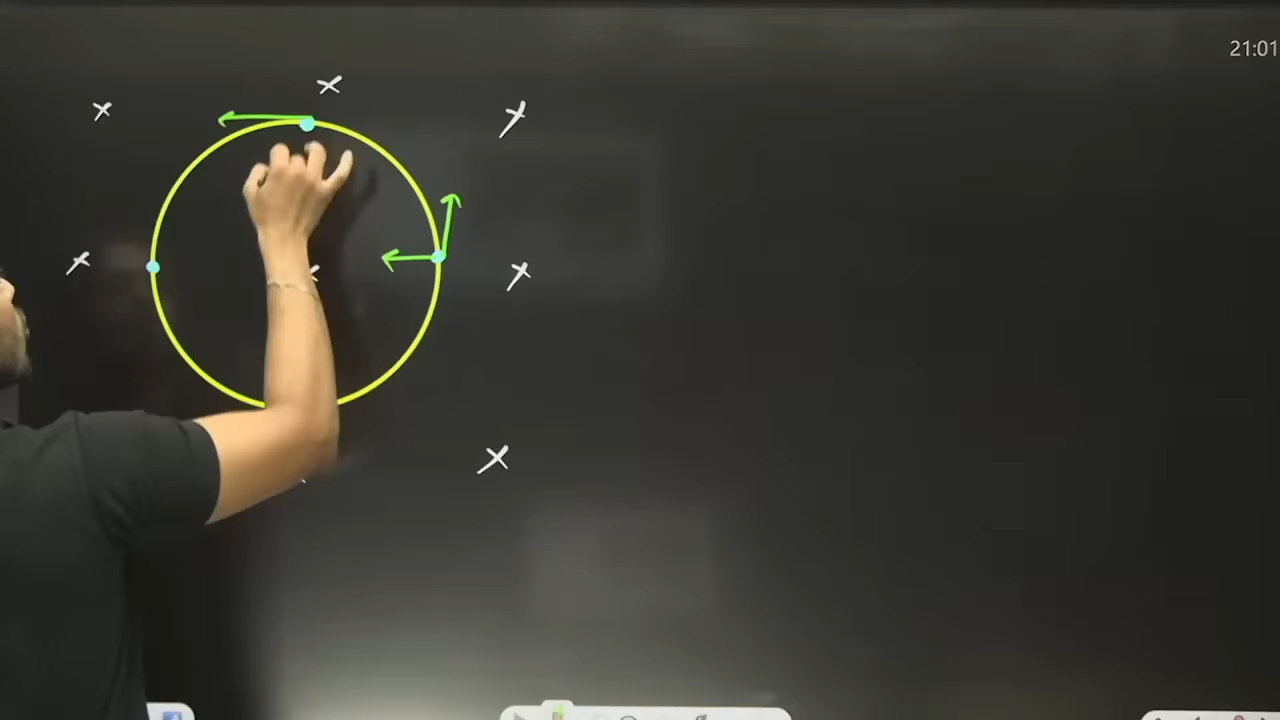 21:01
× × ×
× × ×
×